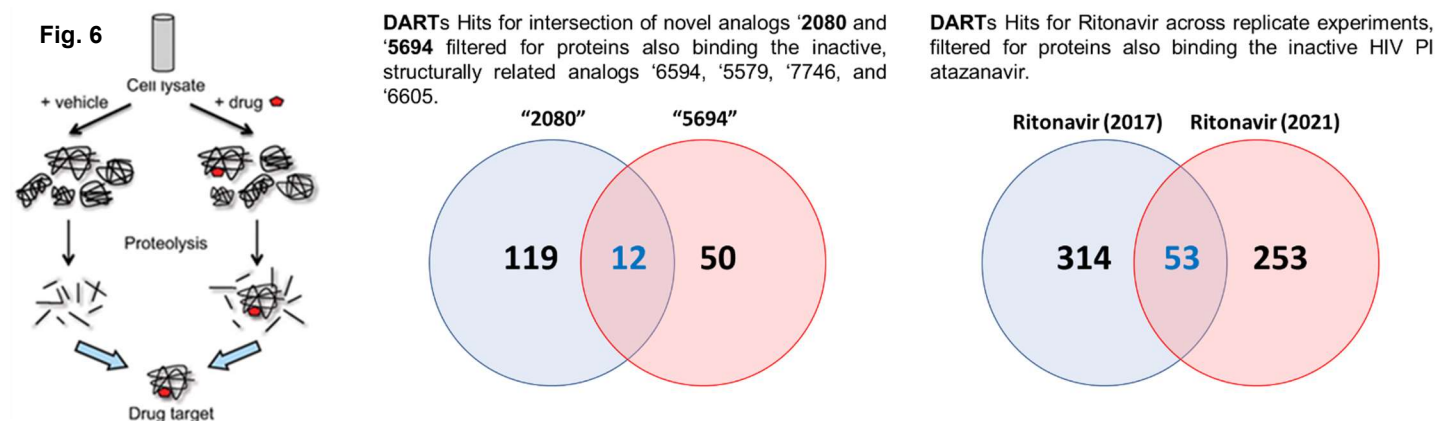 Fig. 6
Cell lysate
+ vehicle
+ drug
Proteolysis
Drug target
DARTs Hits for intersection of novel analogs ‘2080 and
‘5694 filtered for proteins also binding the inactive,
structurally related analogs ‘6594, ‘5579, ‘7746, and
‘6605.
“2080”
“5694”
119
12
50
DARTs Hits for Ritonavir across replicate experiments,
filtered for proteins also binding the inactive HIV PI
atazanavir.
Ritonavir (2017)
Ritonavir (2021)
314
53
253